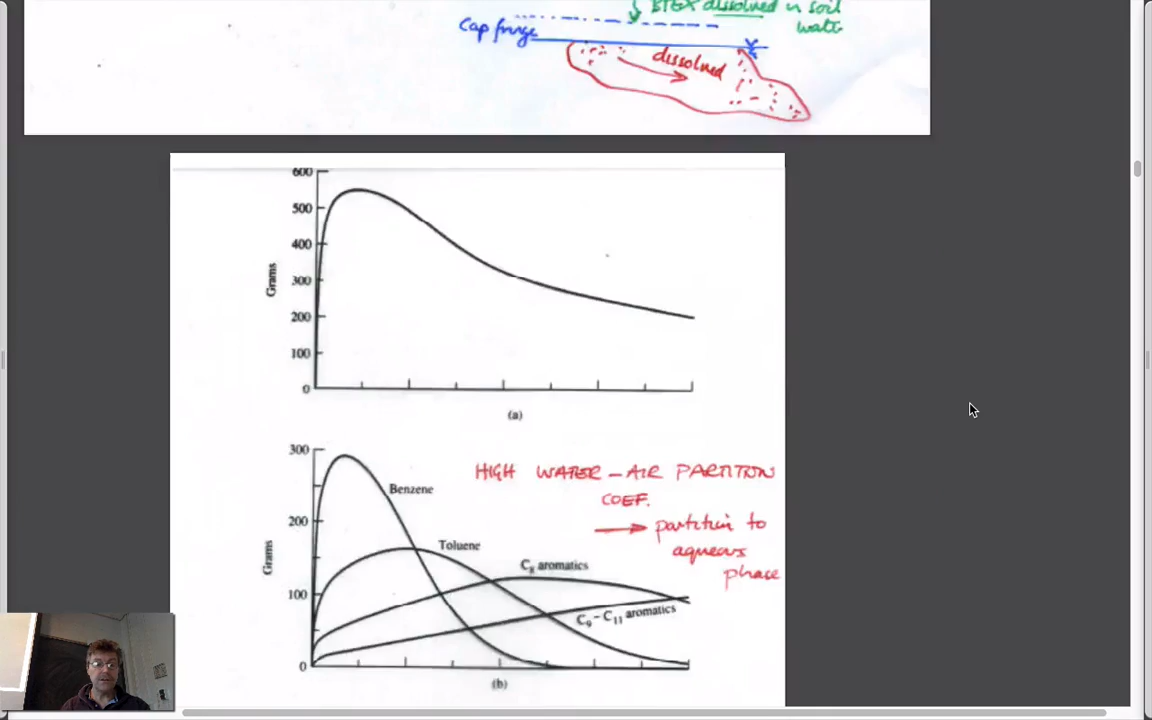 BTEX dissolved in soil
water
Cap fringe
dissolved
600
500
400
300
200
100
0
Grams
(a)
300
200
100
0
Grams
Benzene
Toluene
C8 aromatics
C9 – C11 aromatics
(b)
HIGH WATER – AIR PARTITION
COEF.
partition to
aqueous
phase